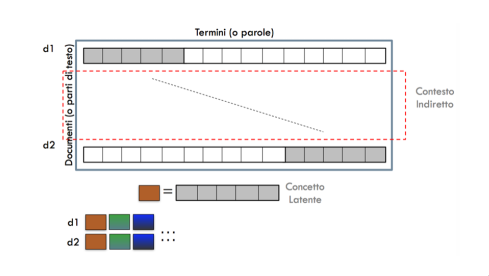 Termini (o parole)
d1
Documenti (o parti di testo)
Contesto
Indiretto
d2
=
Concetto
Latente
d1
d2
...